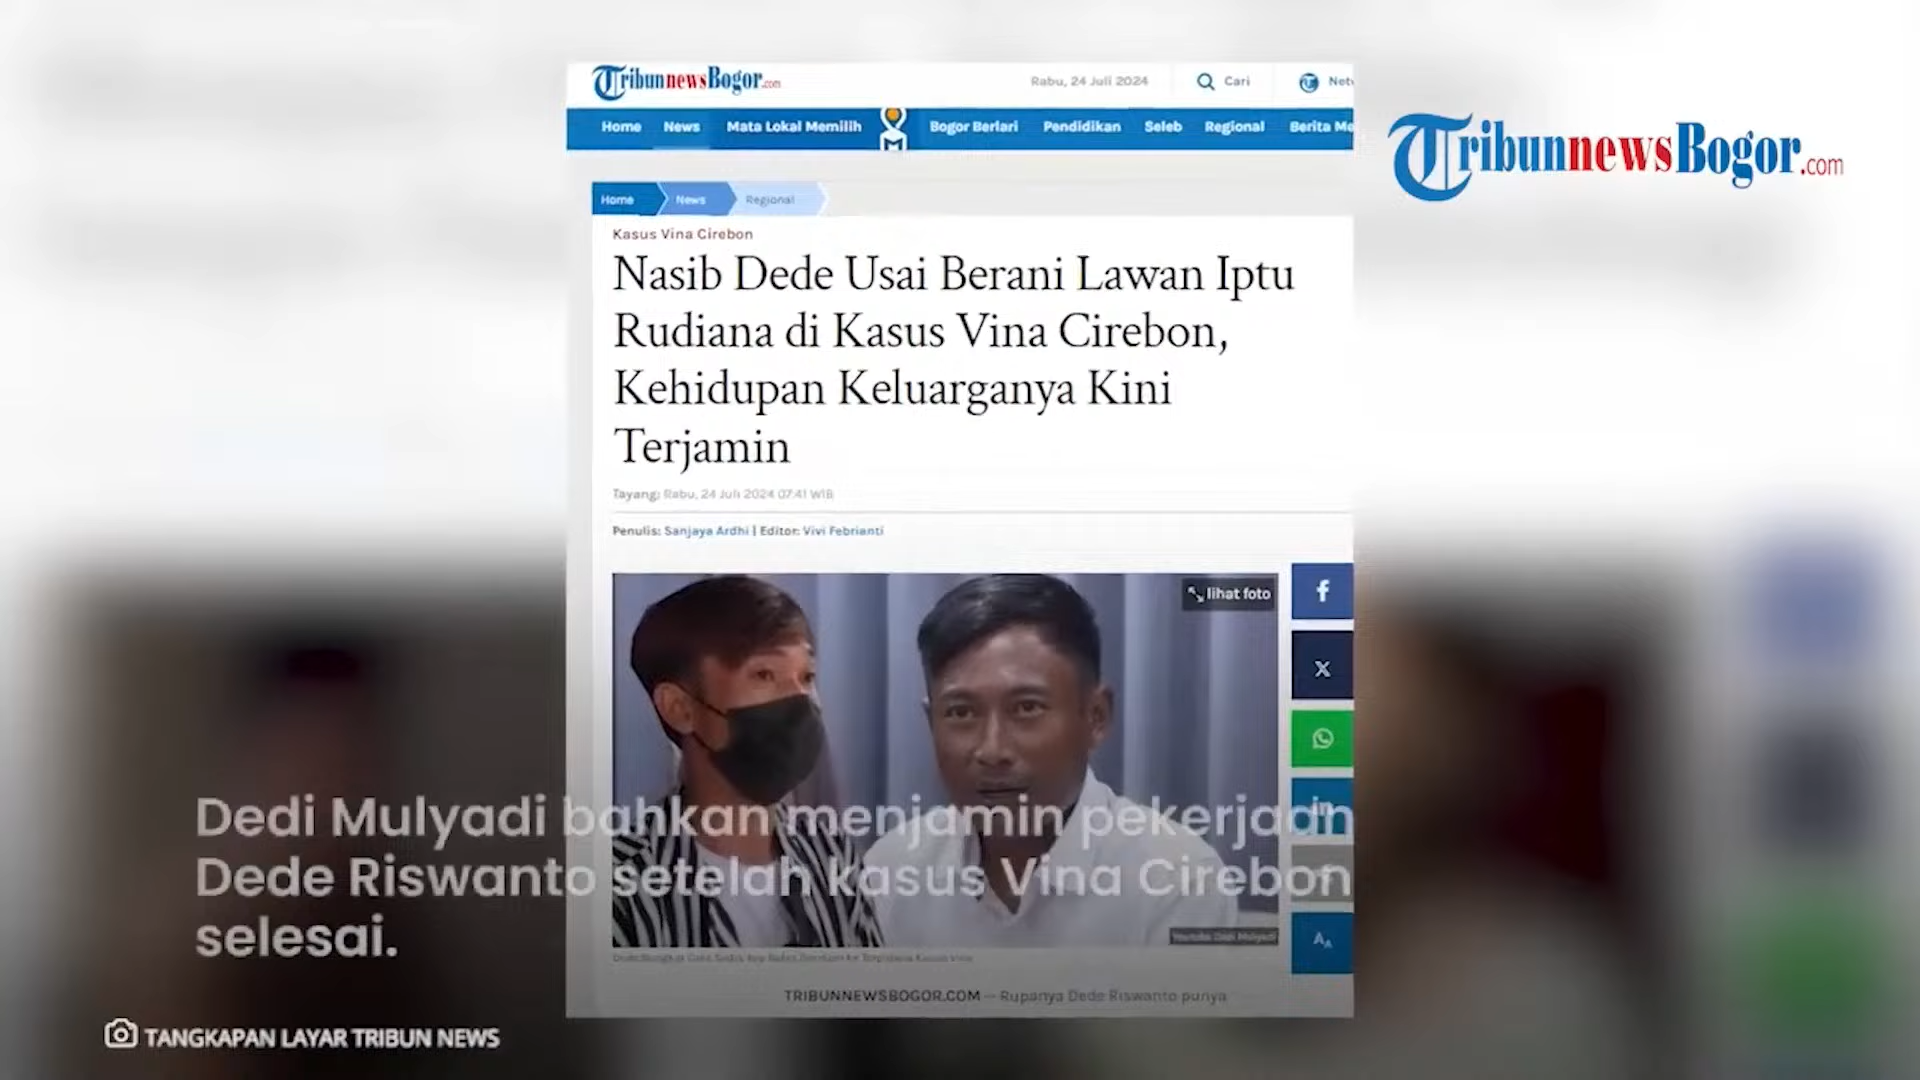 TribunnewsBogor.com
Rabu, 24 Juli 2024
Cari
Home
News
Mata Lokal Memilih
Bogor Berlari
Pendidikan
Seleb
Regional
TribunnewsBogor.com
Home
News
Regional
Kasus Vina Cirebon
Nasib Dede Usai Berani Lawan Iptu
Rudiana di Kasus Vina Cirebon,
Kehidupan Keluarganya Kini
Terjamin
Tayang: Rabu, 24 Juli 2024 07:41 WIB
Penulis: Sanjaya Ardhi | Editor: Vivi Febrianti
lihat foto
Dedi Mulyadi bahkan menjamin pekerjaan
Dede Riswanto setelah kasus Vina Cirebon
selesai.
Youtube Dedi Mulyadi
TRIBUNNEWSBOGOR.COM -- Rupanya Dede Riswanto punya
TANGKAPAN LAYAR TRIBUN NEWS